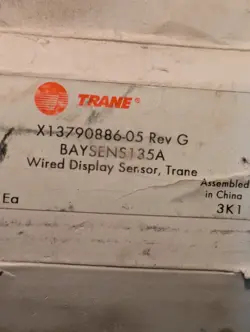 TRANE®
X13790886-05 Rev G
BAYSENS135A
Wired Display Sensor, Trane
Assembled
in China
Ea
3K1